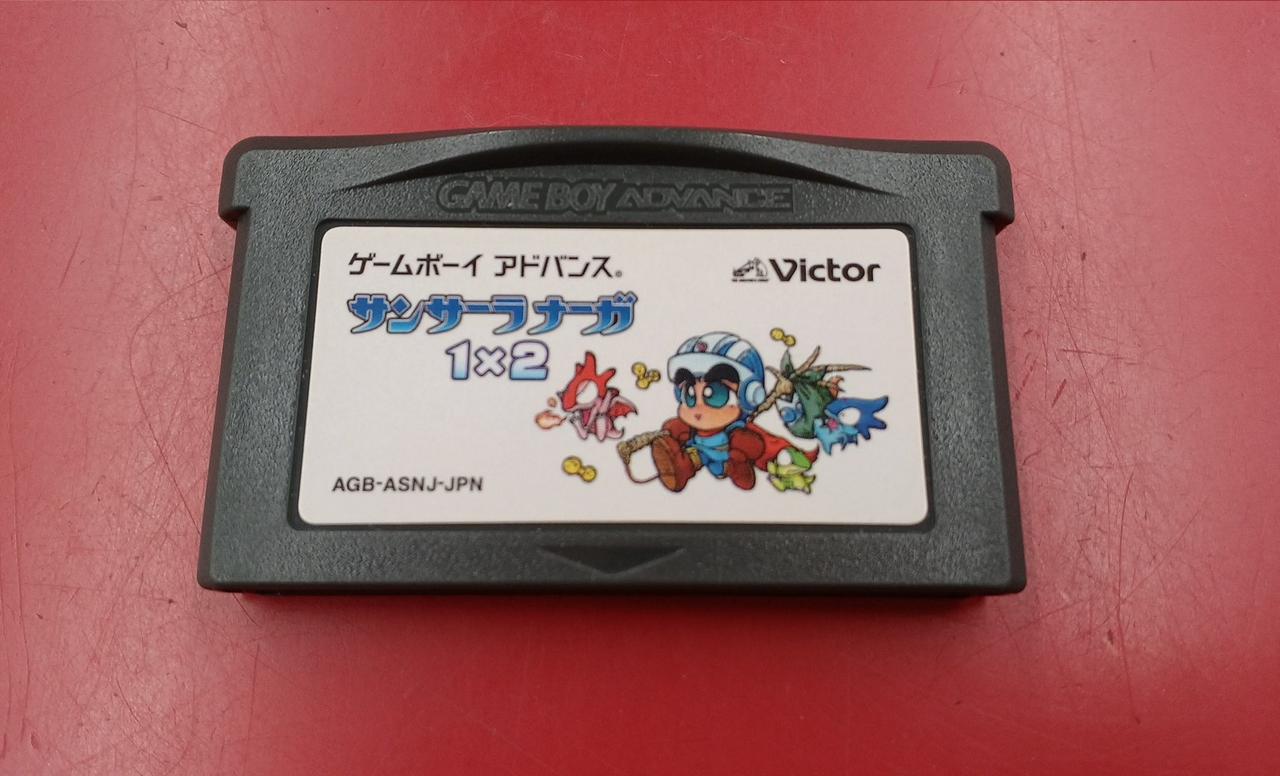 GAME BOY ADVANCE
ゲームボーイ アドバンス®
Victor
サンサーラ ナーガ
1×2
AGB-ASNJ-JPN